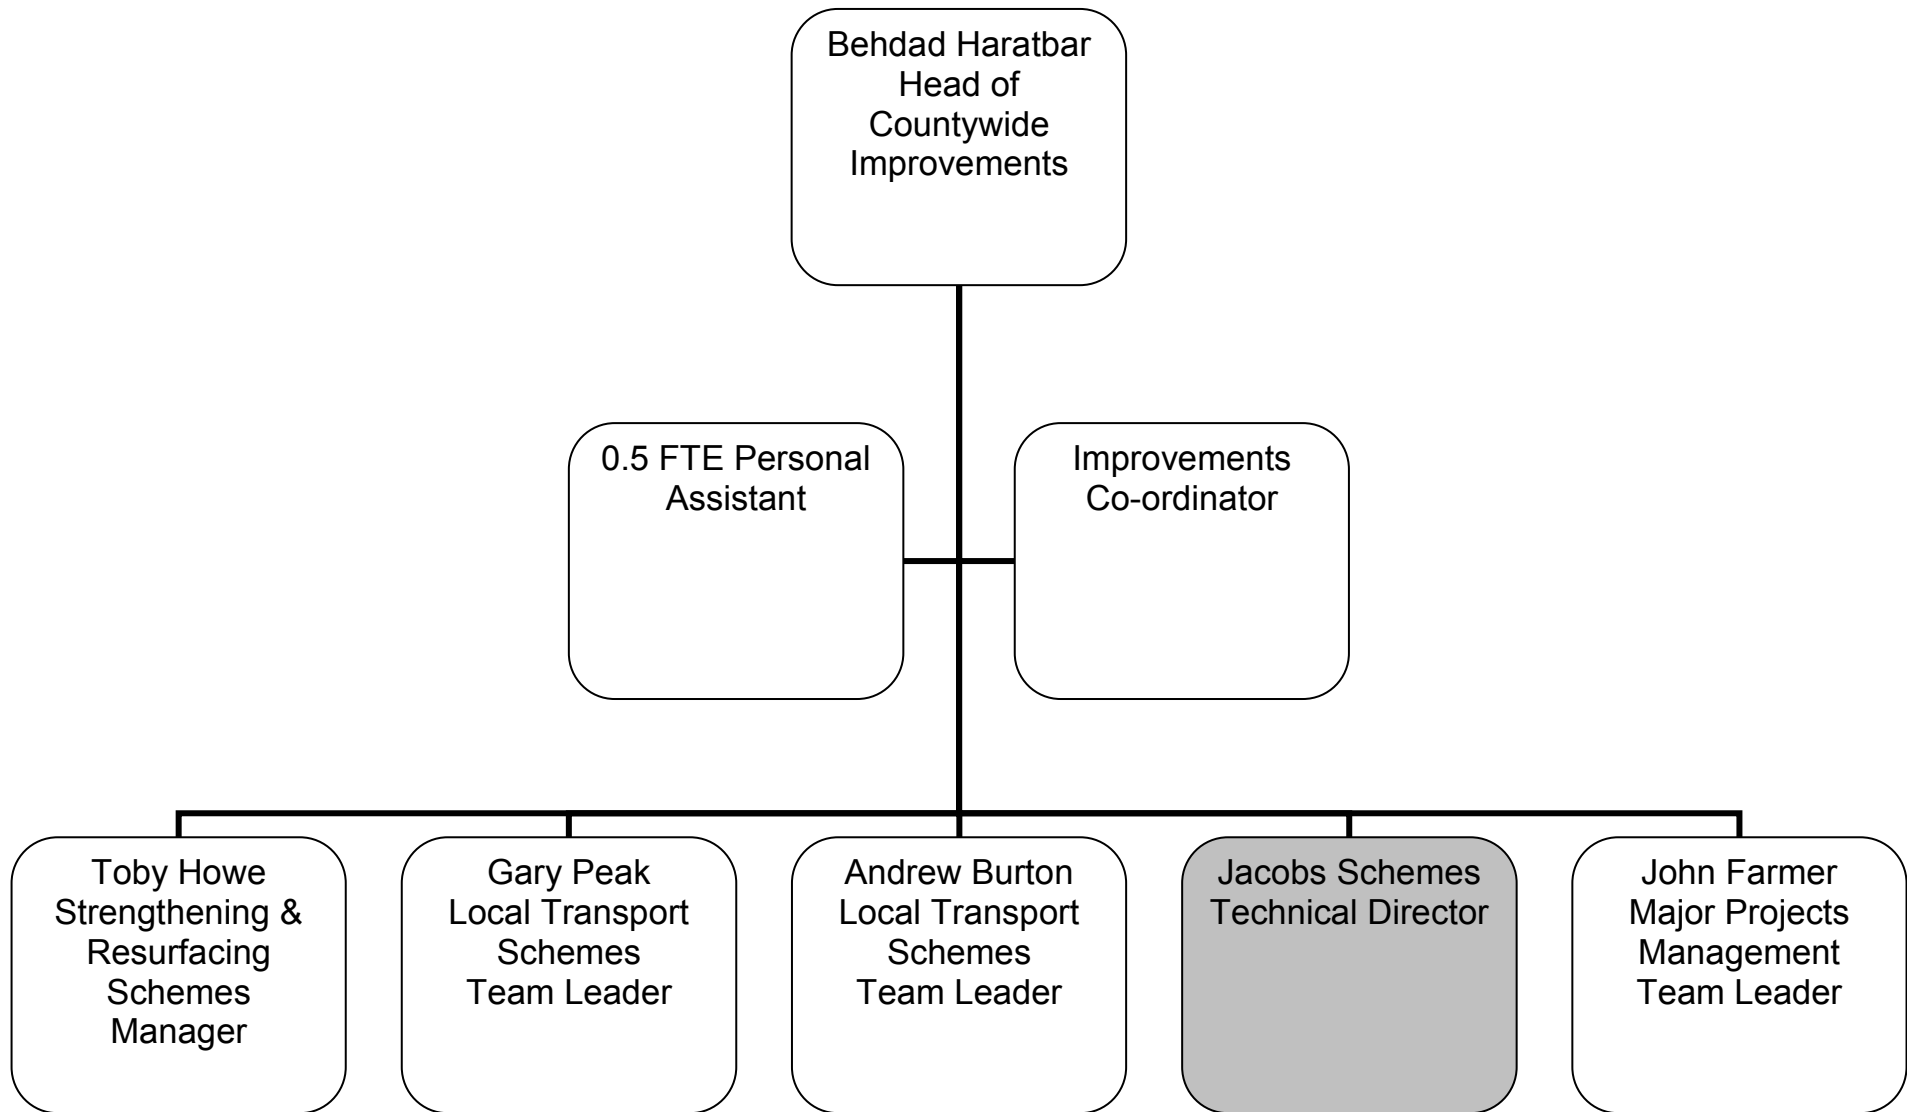 Behdad Haratbar
Head of
Countywide
Improvements
0.5 FTE Personal
Assistant
Improvements
Co-ordinator
Toby Howe
Strengthening &
Resurfacing
Schemes
Manager
Gary Peak
Local Transport
Schemes
Team Leader
Andrew Burton
Local Transport
Schemes
Team Leader
Jacobs Schemes
Technical Director
John Farmer
Major Projects
Management
Team Leader